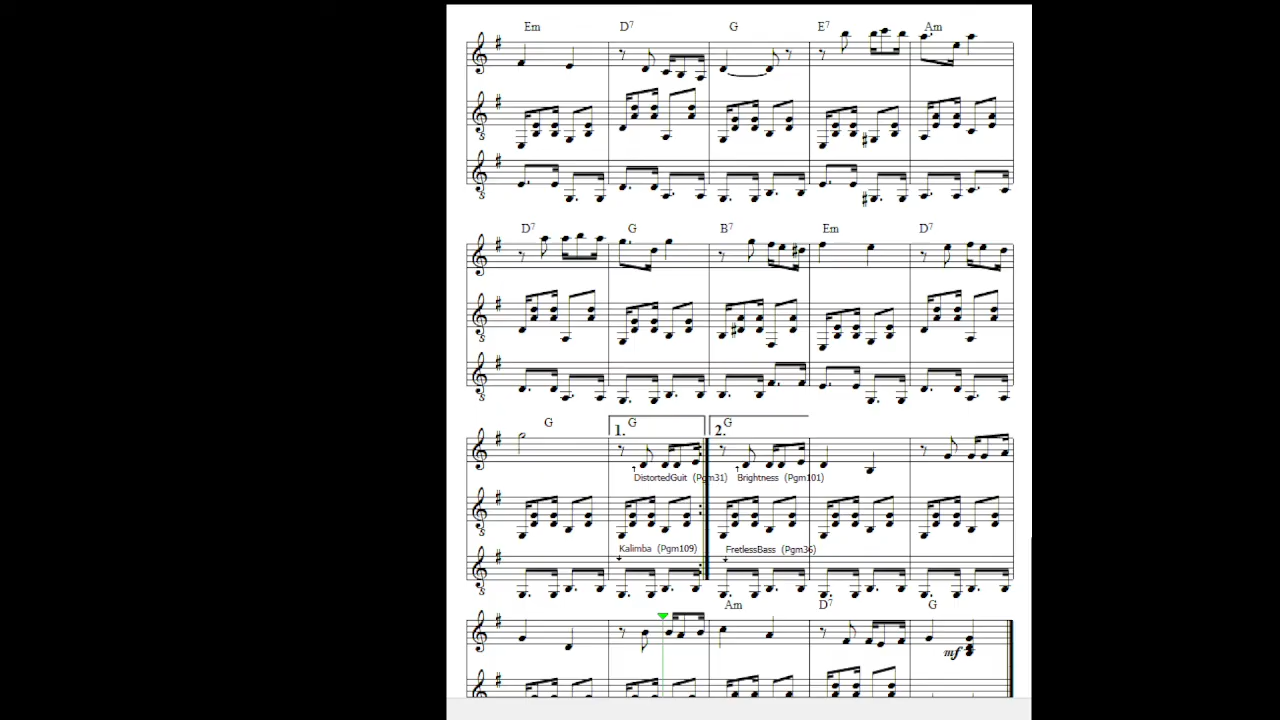 Em D7 G E7 Am
D7 G B7 Em D7
G 1. G 2. G
DistortedGuit (Pgm31) Brightness (Pgm101)
Kalimba (Pgm109) FretlessBass (Pgm36)
Am D7 G
mf